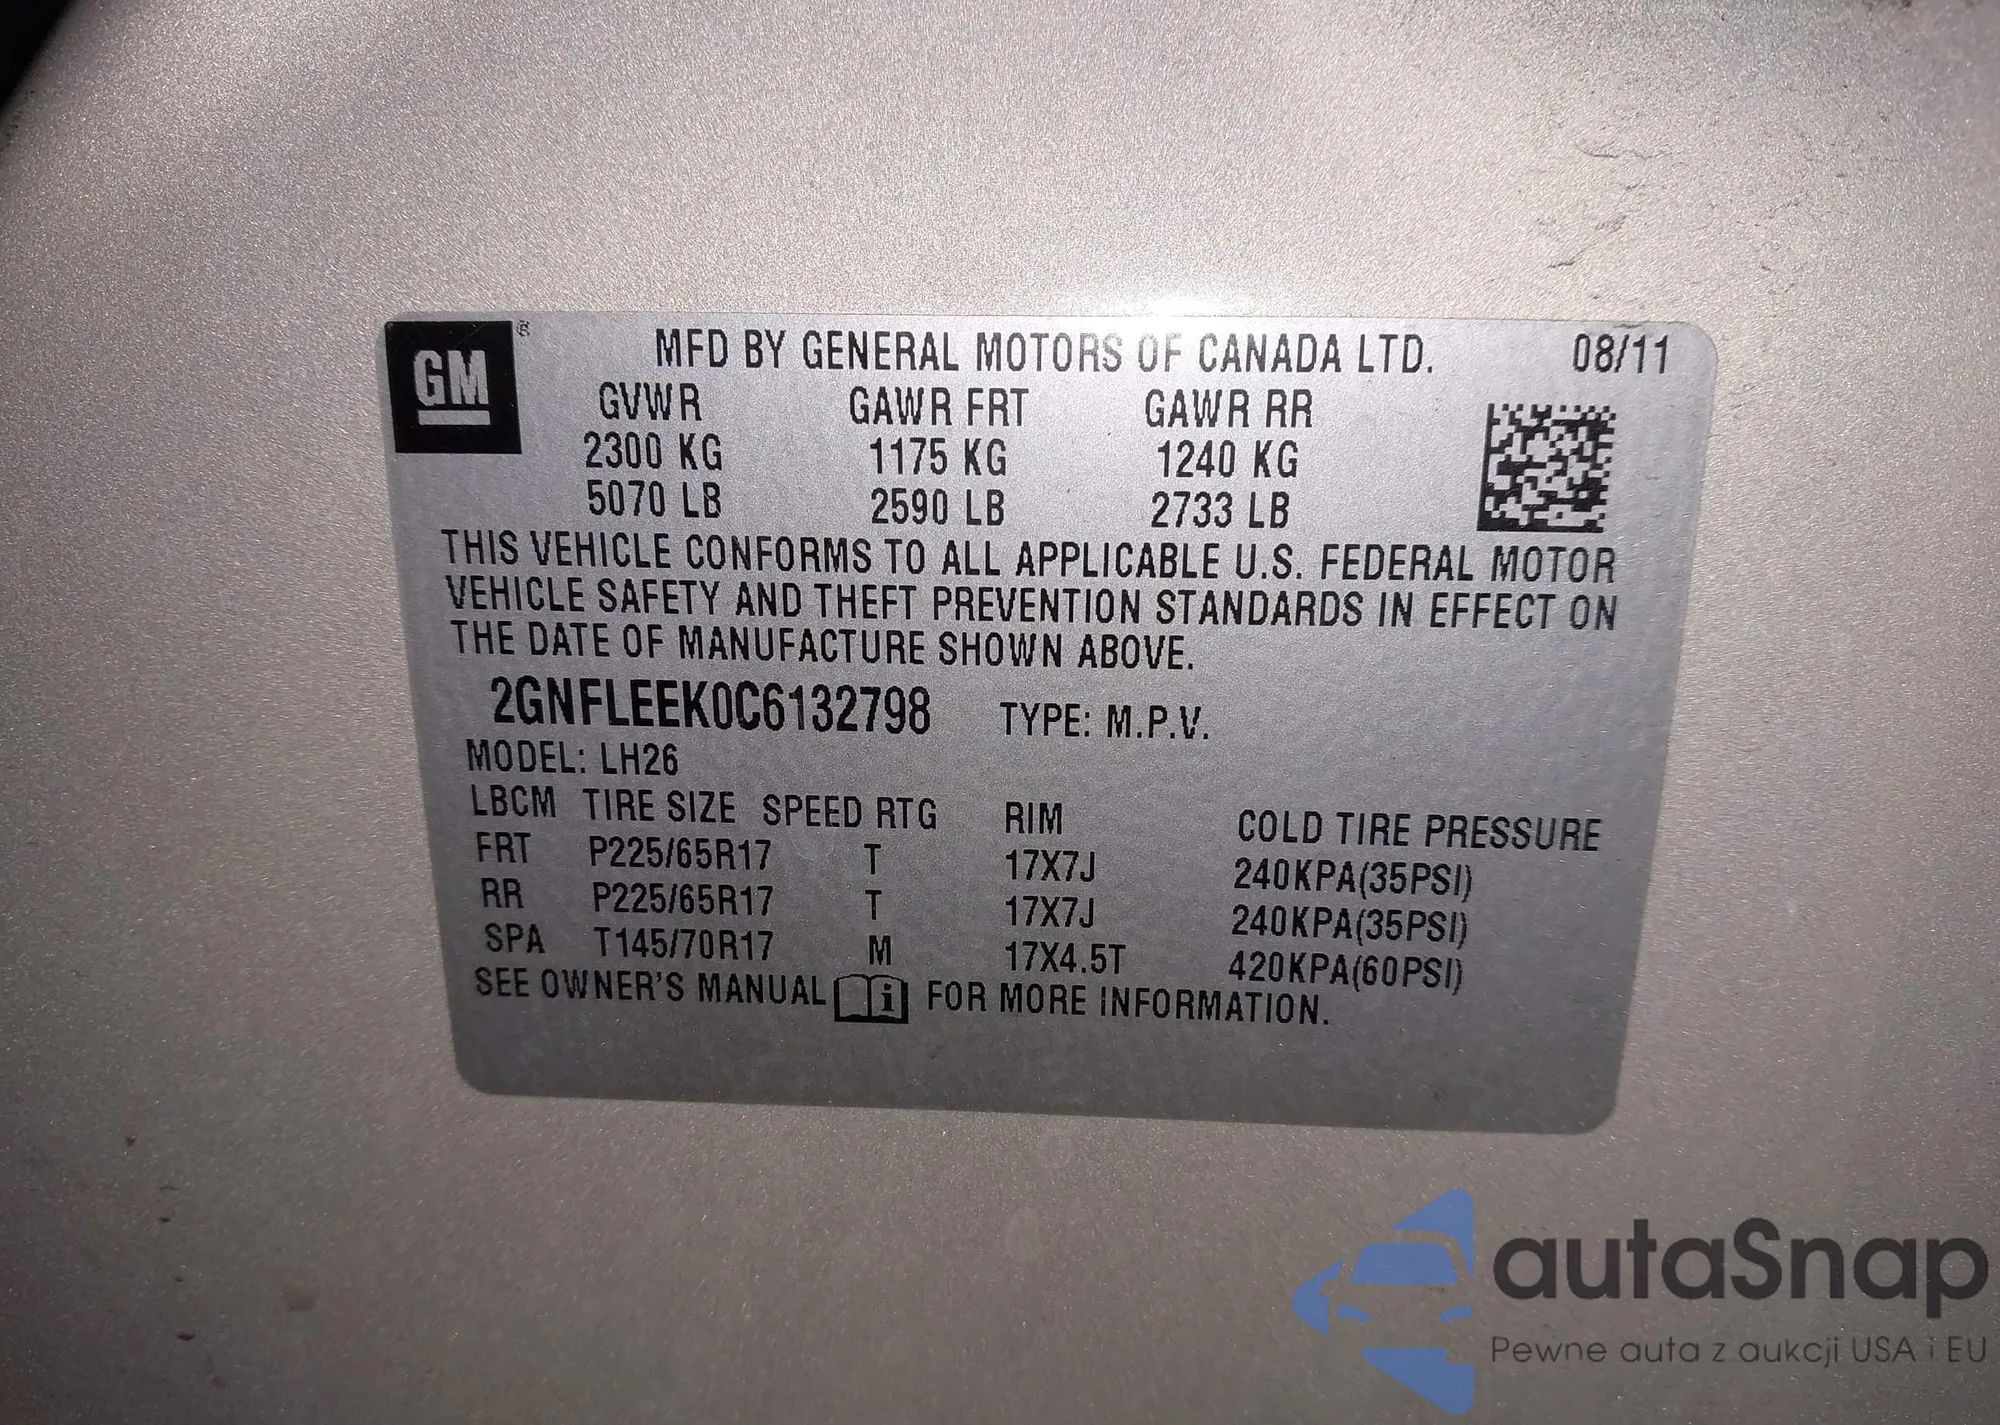 GM ®
MFD BY GENERAL MOTORS OF CANADA LTD. 08/11
GVWR GAWR FRT GAWR RR
2300 KG 1175 KG 1240 KG
5070 LB 2590 LB 2733 LB
THIS VEHICLE CONFORMS TO ALL APPLICABLE U.S. FEDERAL MOTOR
VEHICLE SAFETY AND THEFT PREVENTION STANDARDS IN EFFECT ON
THE DATE OF MANUFACTURE SHOWN ABOVE.
2GNFLEEK0C6132798 TYPE: M.P.V.
MODEL: LH26
LBCM TIRE SIZE SPEED RTG RIM COLD TIRE PRESSURE
FRT P225/65R17 T 17X7J 240KPA(35PSI)
RR P225/65R17 T 17X7J 240KPA(35PSI)
SPA T145/70R17 M 17X4.5T 420KPA(60PSI)
SEE OWNER'S MANUAL i FOR MORE INFORMATION.
autaSnap
Pewne auta z aukcji USA i EU